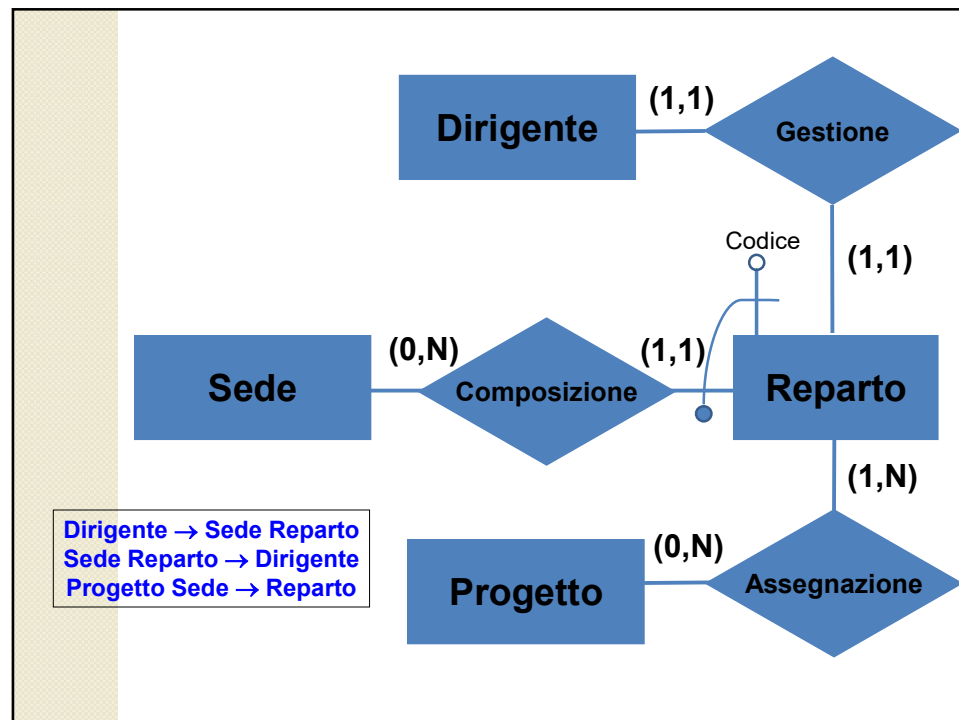 Dirigente
(1,1)
Gestione
Codice
(1,1)
Sede
(0,N)
Composizione
(1,1)
Reparto
(1,N)
Dirigente → Sede Reparto
Sede Reparto → Dirigente
Progetto Sede → Reparto
Progetto
(0,N)
Assegnazione